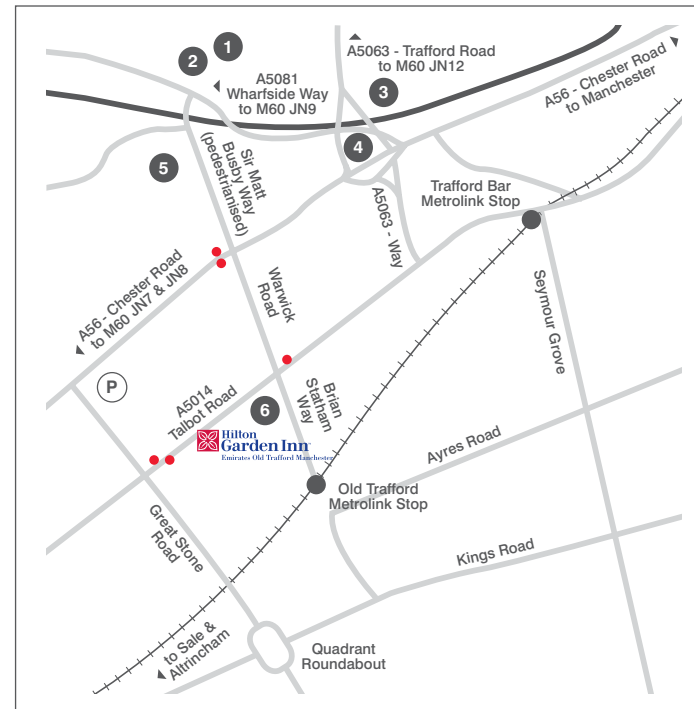 1
2
A5081
Wharfside Way
to M60 JN9
A5063 - Trafford Road
to M60 JN12
3
A56 - Chester Road
to Manchester
4
5
Sir Matt
Busby Way
(pedestrianised)
A5063 - Way
Trafford Bar
Metrolink Stop
A56 - Chester Road
to M60 JN7 & JN8
Warwick
Road
Seymour Grove
P
A5014
Talbot Road
6
Brian
Statham
Way
Hilton
Garden Inn™
Emirates Old Trafford Manchester
Ayres Road
Old Trafford
Metrolink Stop
Great Stone
Road
Kings Road
to Sale &
Altrincham
Quadrant
Roundabout